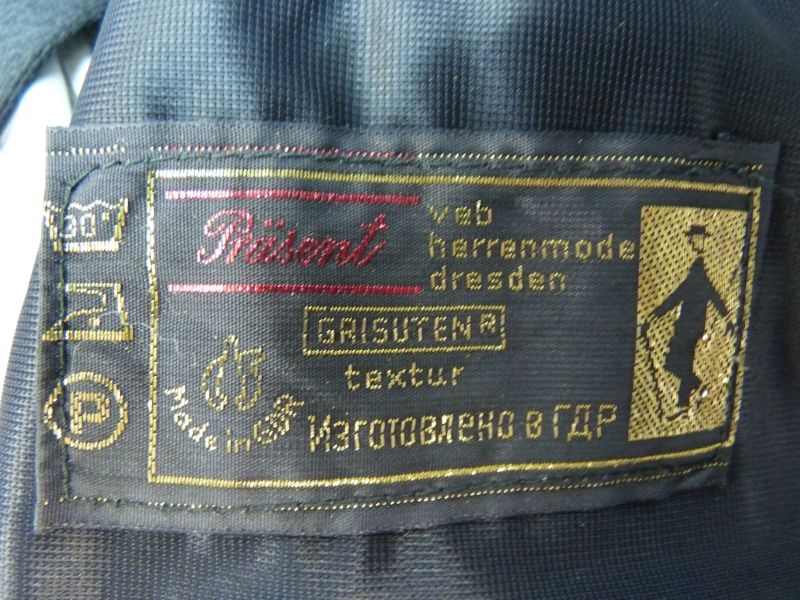 Präsent
veb
herrenmode
dresden
GRISUTEN®
textur
Made in GDR
Изготовлено в ГДР
30°
P